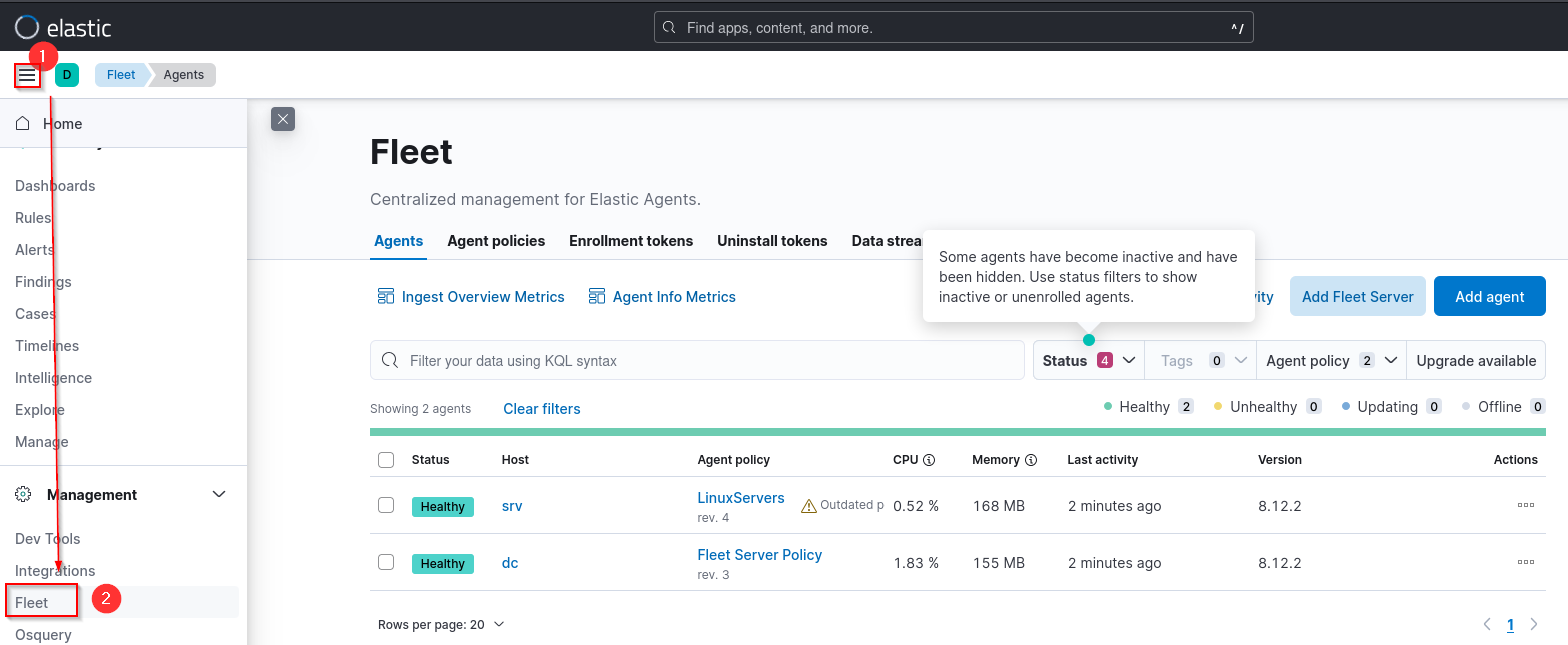 elastic
Find apps, content, and more.
^/
1
D
Fleet
Agents
Home
Dashboards
Rules
Alerts
Findings
Cases
Timelines
Intelligence
Explore
Manage
Management
Dev Tools
Integrations
Fleet
2
Osquery
Fleet
Centralized management for Elastic Agents.
Agents Agent policies Enrollment tokens Uninstall tokens Data strea
Some agents have become inactive and have
been hidden. Use status filters to show
inactive or unenrolled agents.
Ingest Overview Metrics Agent Info Metrics ity Add Fleet Server Add agent
Filter your data using KQL syntax
Status 4 Tags 0 Agent policy 2 Upgrade available
Showing 2 agents Clear filters Healthy 2 Unhealthy 0 Updating 0 Offline 0
Status Host Agent policy CPU Memory Last activity Version Actions
Healthy srv LinuxServers rev. 4 Outdated p 0.52 % 168 MB 2 minutes ago 8.12.2
Healthy dc Fleet Server Policy rev. 3 1.83 % 155 MB 2 minutes ago 8.12.2
Rows per page: 20
1